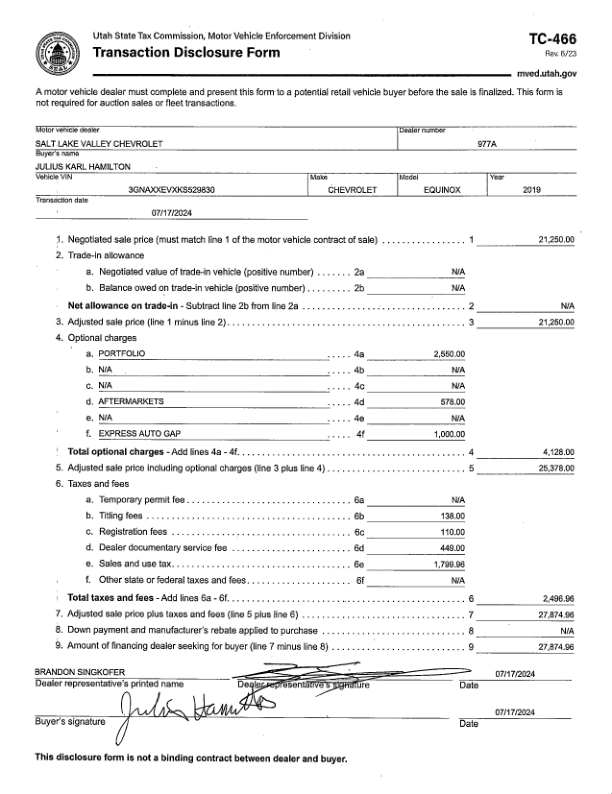 Utah State Tax Commission, Motor Vehicle Enforcement Division
TC-466
Transaction Disclosure Form
Rev. 6/23
mved.utah.gov
A motor vehicle dealer must complete and present this form to a potential retail vehicle buyer before the sale is finalized. This form is
not required for auction sales or fleet transactions.
Motor vehicle dealer Dealer number
SALT LAKE VALLEY CHEVROLET 977A
Buyer's name
JULIUS KARL HAMILTON
Vehicle VIN Make Model Year
3GNAXXEVXKS529830 CHEVROLET EQUINOX 2019
Transaction date
07/17/2024
1. Negotiated sale price (must match line 1 of the motor vehicle contract of sale) ................ 1 21,250.00
2. Trade-in allowance
a. Negotiated value of trade-in vehicle (positive number) ....... 2a N/A
b. Balance owed on trade-in vehicle (positive number) ......... 2b N/A
Net allowance on trade-in - Subtract line 2b from line 2a ................................ 2 N/A
3. Adjusted sale price (line 1 minus line 2) ............................................... 3 21,250.00
4. Optional charges
a. PORTFOLIO ..... 4a 2,550.00
b. N/A ..... 4b N/A
c. N/A ..... 4c N/A
d. AFTERMARKETS ..... 4d 578.00
e. N/A ..... 4e N/A
f. EXPRESS AUTO GAP ..... 4f 1,000.00
Total optional charges - Add lines 4a - 4f. ............................................ 4 4,128.00
5. Adjusted sale price including optional charges (line 3 plus line 4) ........................... 5 25,378.00
6. Taxes and fees
a. Temporary permit fee ................................ 6a N/A
b. Titling fees ........................................ 6b 138.00
c. Registration fees ................................... 6c 110.00
d. Dealer documentary service fee ....................... 6d 449.00
e. Sales and use tax ................................... 6e 1,799.96
f. Other state or federal taxes and fees .................... 6f N/A
Total taxes and fees - Add lines 6a - 6f. .............................................. 6 2,496.96
7. Adjusted sale price plus taxes and fees (line 5 plus line 6) ................................ 7 27,874.96
8. Down payment and manufacturer's rebate applied to purchase ............................ 8 N/A
9. Amount of financing dealer seeking for buyer (line 7 minus line 8) .......................... 9 27,874.96
BRANDON SINGKOFER 07/17/2024
Dealer representative's printed name Dealer representative's signature Date
Julius Hamilton 07/17/2024
Buyer's signature Date
This disclosure form is not a binding contract between dealer and buyer.